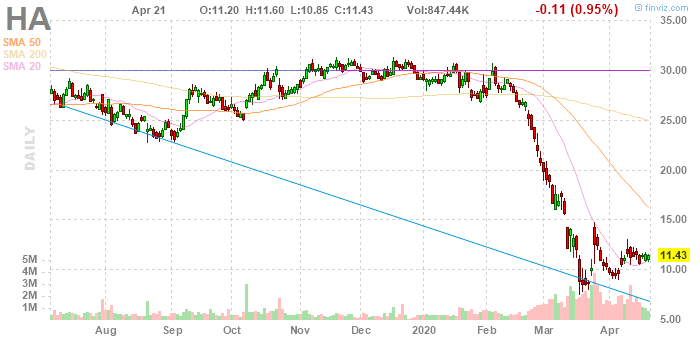 HA
Apr 21
O:11.20 H:11.60 L:10.85 C:11.43
Vol:847.44K
-0.11 (0.95%)
© finviz.com
SMA 50
SMA 200
SMA 20
DAILY
35.00
30.00
25.00
20.00
15.00
11.43
10.00
5.00
5M
4M
3M
2M
1M
Aug Sep Oct Nov Dec 2020 Feb Mar Apr